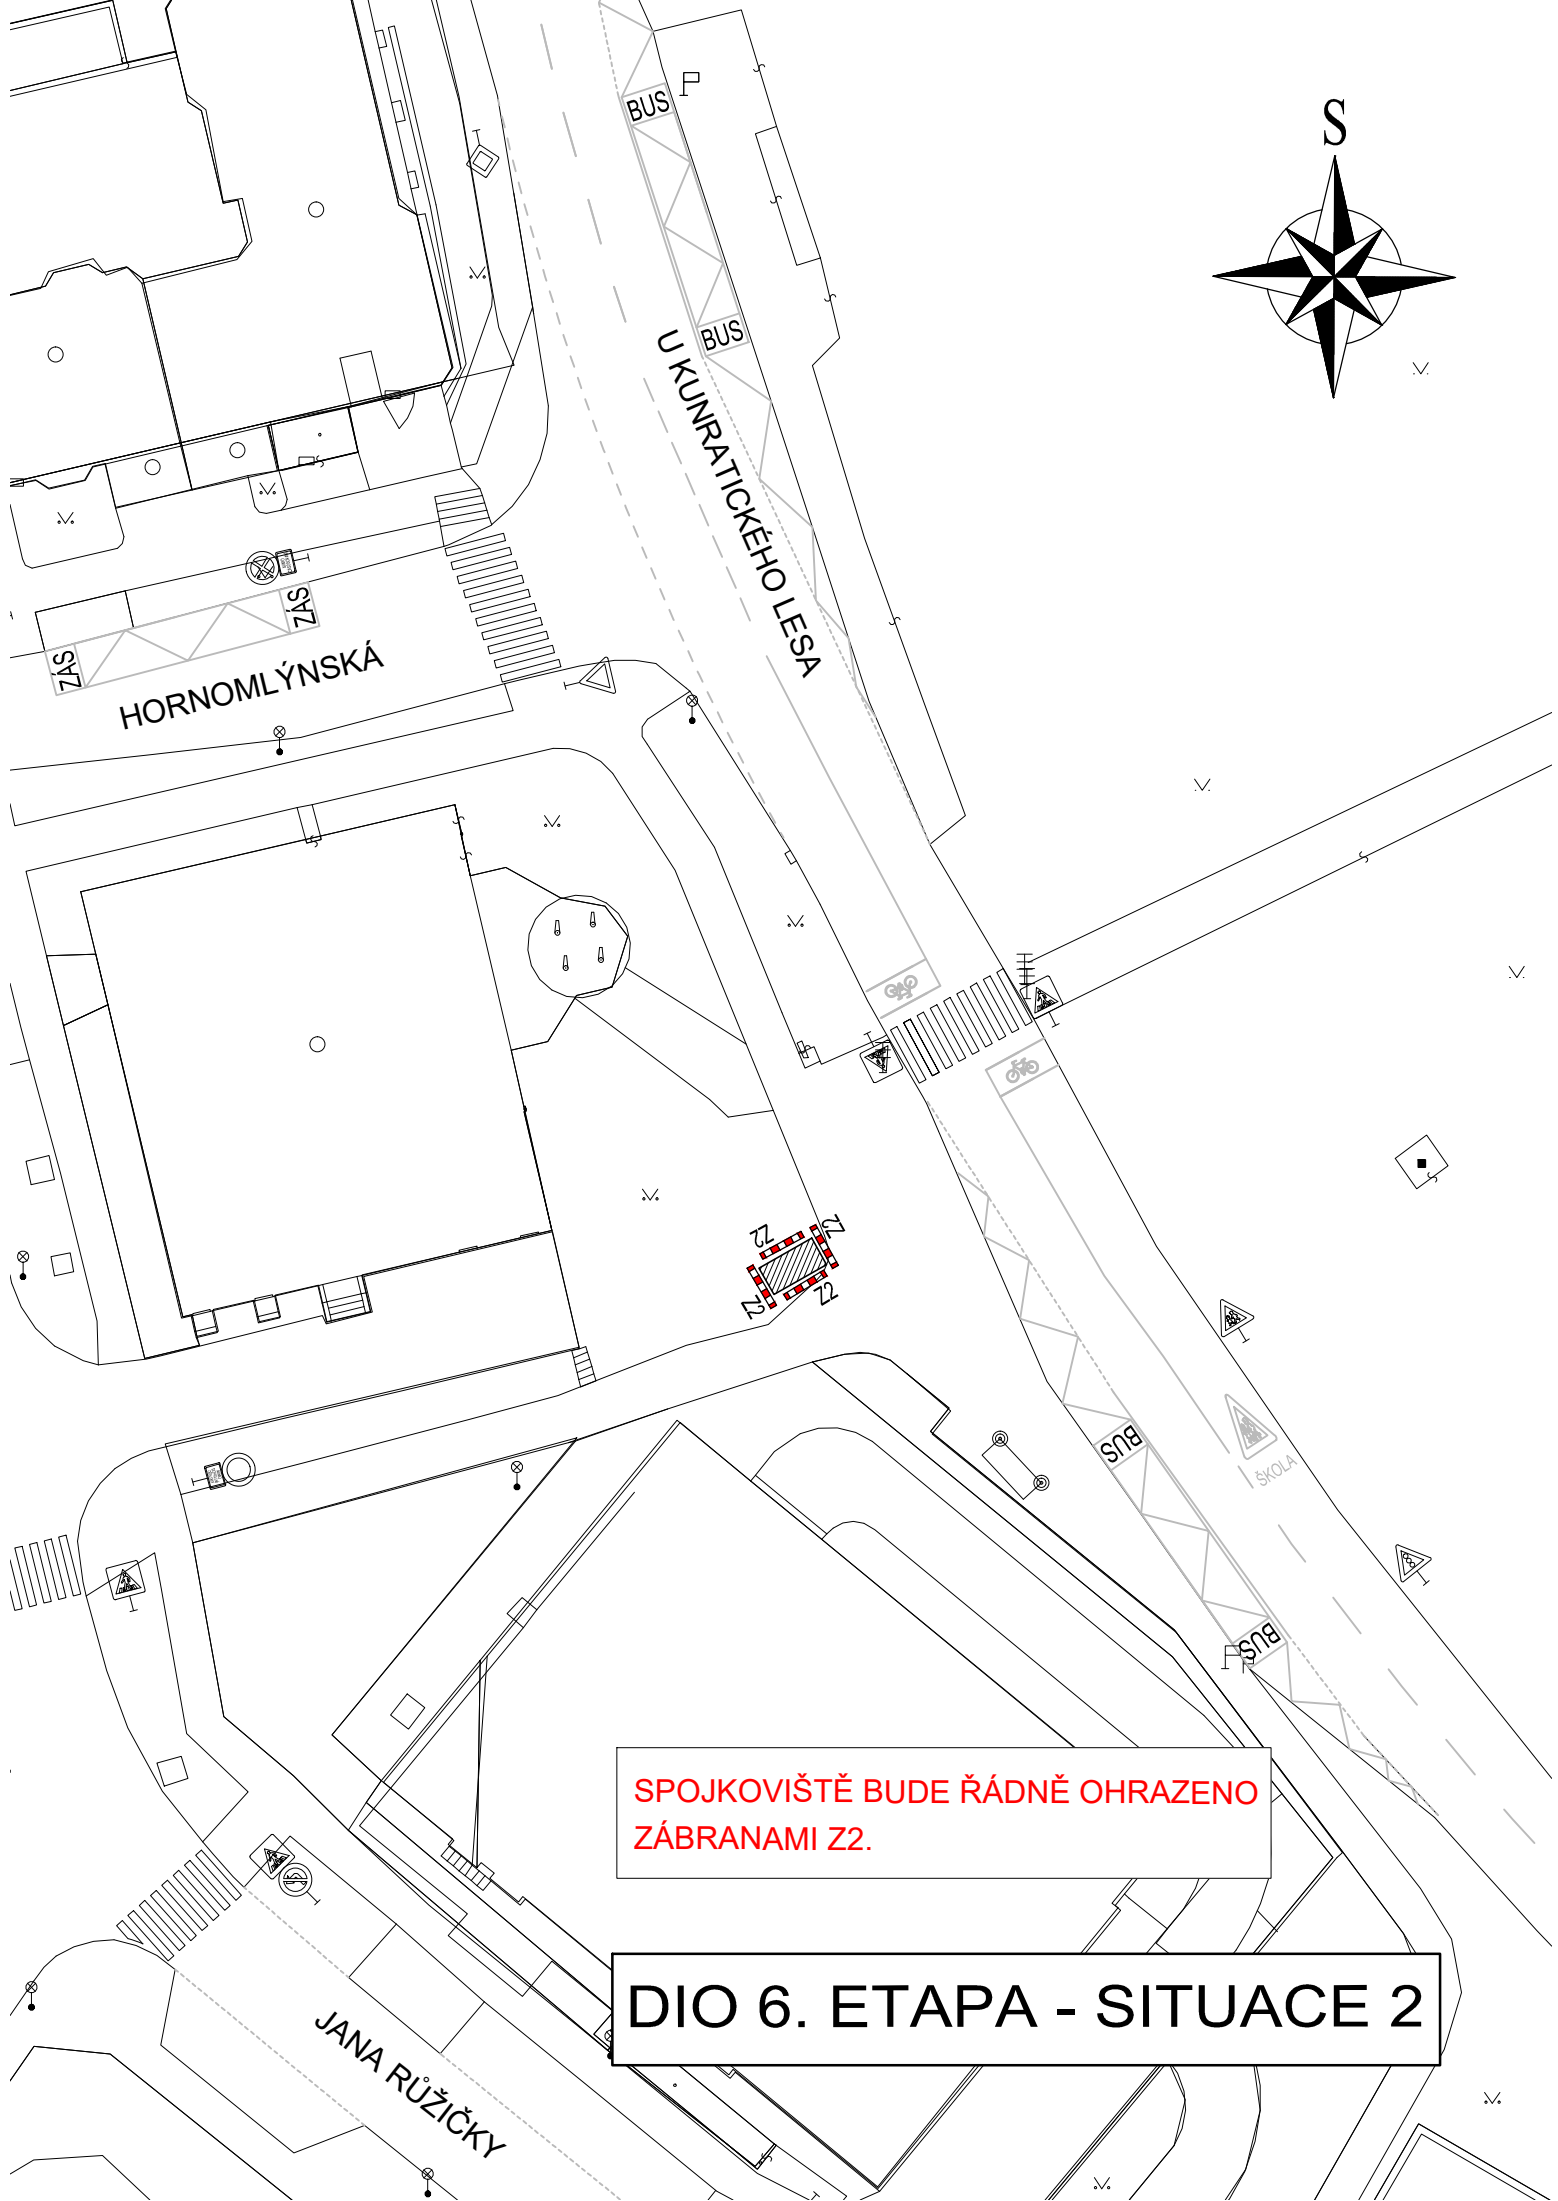 S
BUS
BUS
U KUNRATICKÉHO LESA
ZÁS
ZÁS
HORNOMLÝNSKÁ
Z2
Z2
Z2
Z2
BUS
ŠKOLA
BUS
SPOJKOVIŠTĚ BUDE ŘÁDNĚ OHRAZENO
ZÁBRANAMI Z2.
DIO 6. ETAPA - SITUACE 2
JANA RŮŽIČKY